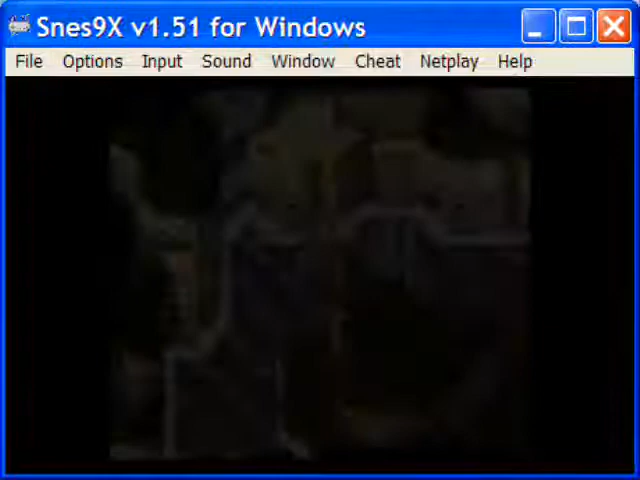 Snes9X v1.51 for Windows
File Options Input Sound Window Cheat Netplay Help